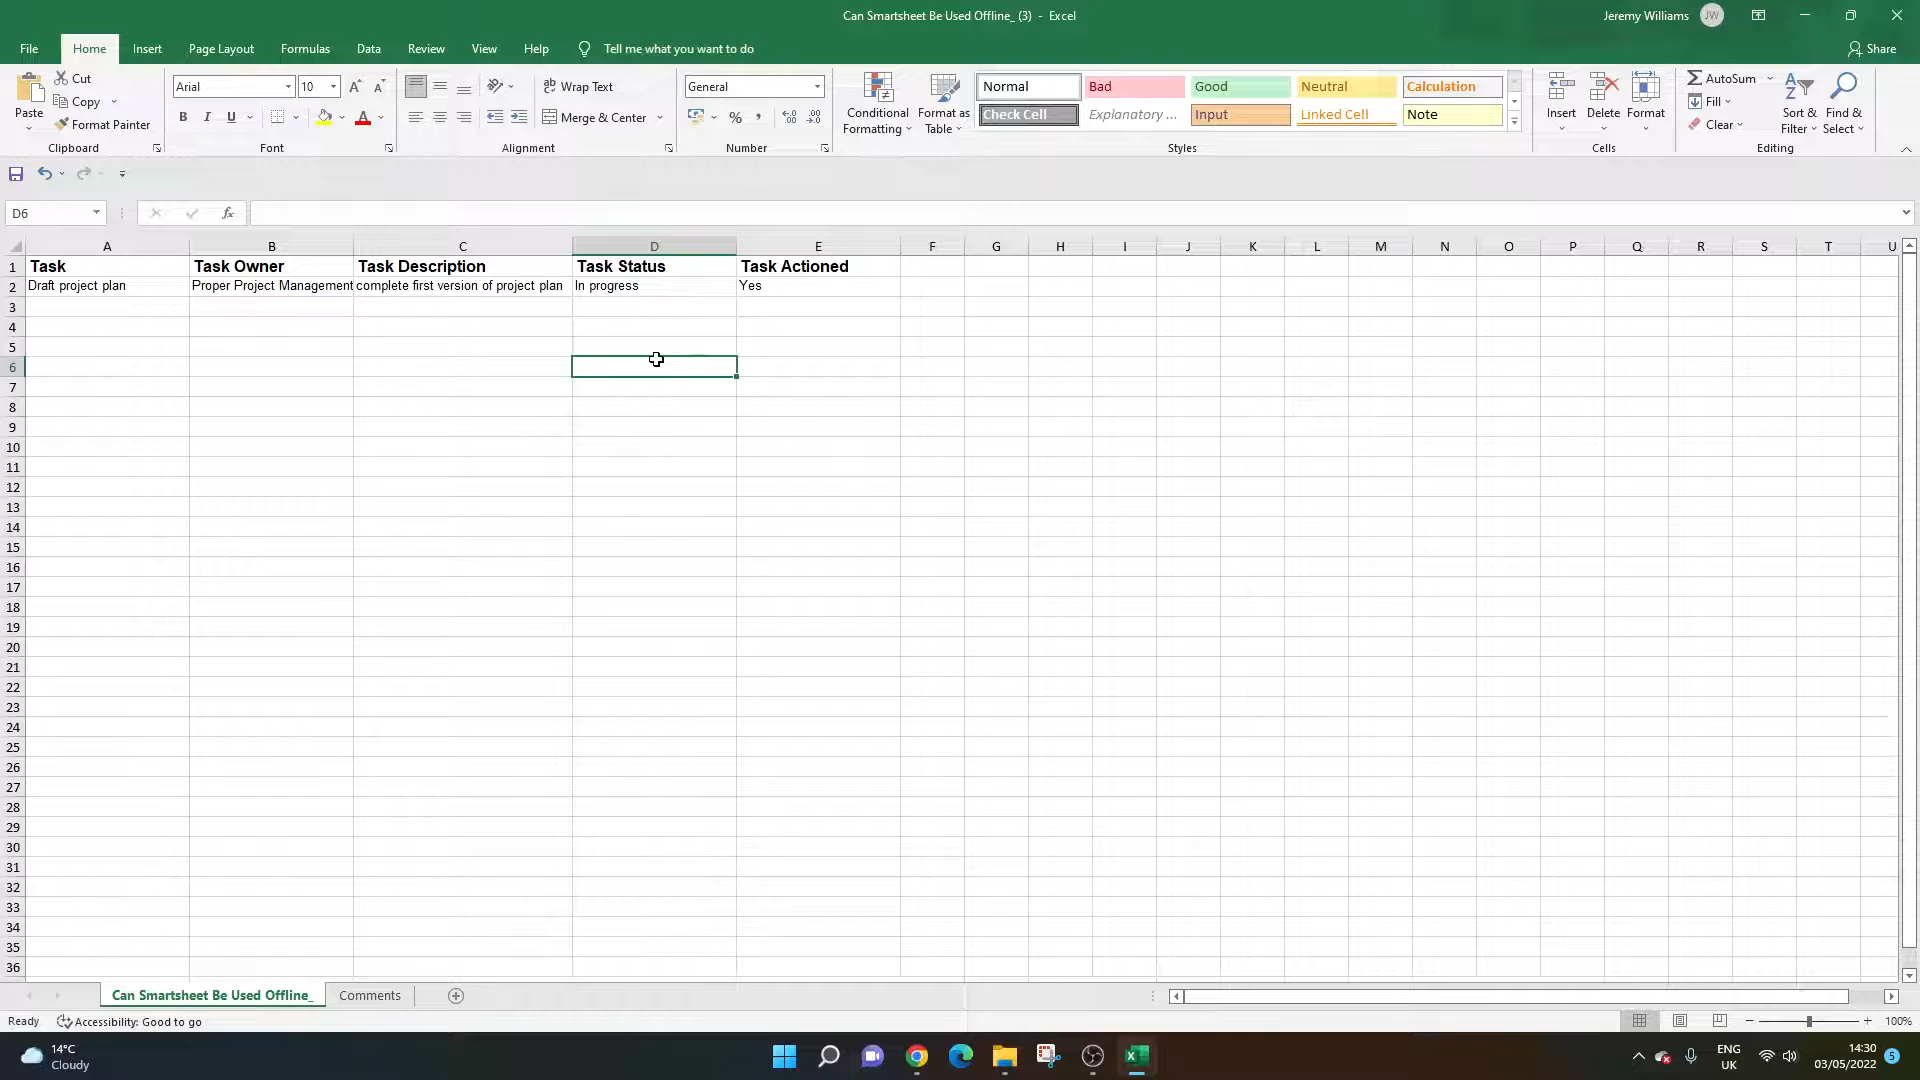 Can Smartsheet Be Used Offline_ (3) - Excel
Jeremy Williams JW
File Home Insert Page Layout Formulas Data Review View Help Tell me what you want to do Share
Paste Cut Copy Format Painter Clipboard
Arial 10 B I U Font
Wrap Text Merge & Center Alignment
General % Number
Conditional Formatting Format as Table
Normal Bad Good Neutral Calculation
Check Cell Explanatory ... Input Linked Cell Note
Styles
Insert Delete Format Cells
AutoSum Fill Clear Sort & Filter Find & Select Editing
D6 fx
A B C D E F G H I J K L M N O P Q R S T U
1 Task Task Owner Task Description Task Status Task Actioned
2 Draft project plan Proper Project Management complete first version of project plan In progress Yes
3
4
5
6
7
8
9
10
11
12
13
14
15
16
17
18
19
20
21
22
23
24
25
26
27
28
29
30
31
32
33
34
35
36
Can Smartsheet Be Used Offline_ Comments
Ready Accessibility: Good to go 100%
14°C
Cloudy
ENG
UK
14:30
03/05/2022
5